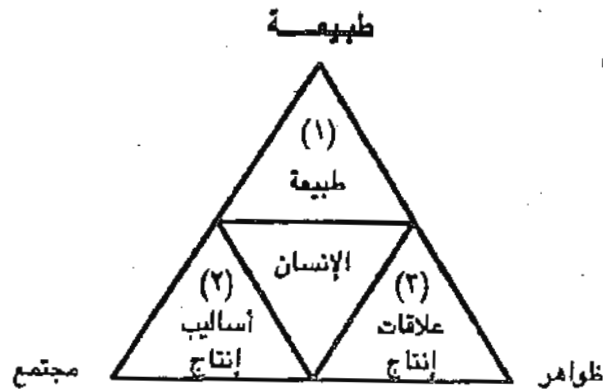 طبيعة
(١)
طبيعة
الإنسان
(٣)
علاقات
إنتاج
(٢)
أساليب
إنتاج
ظواهر
مجتمع